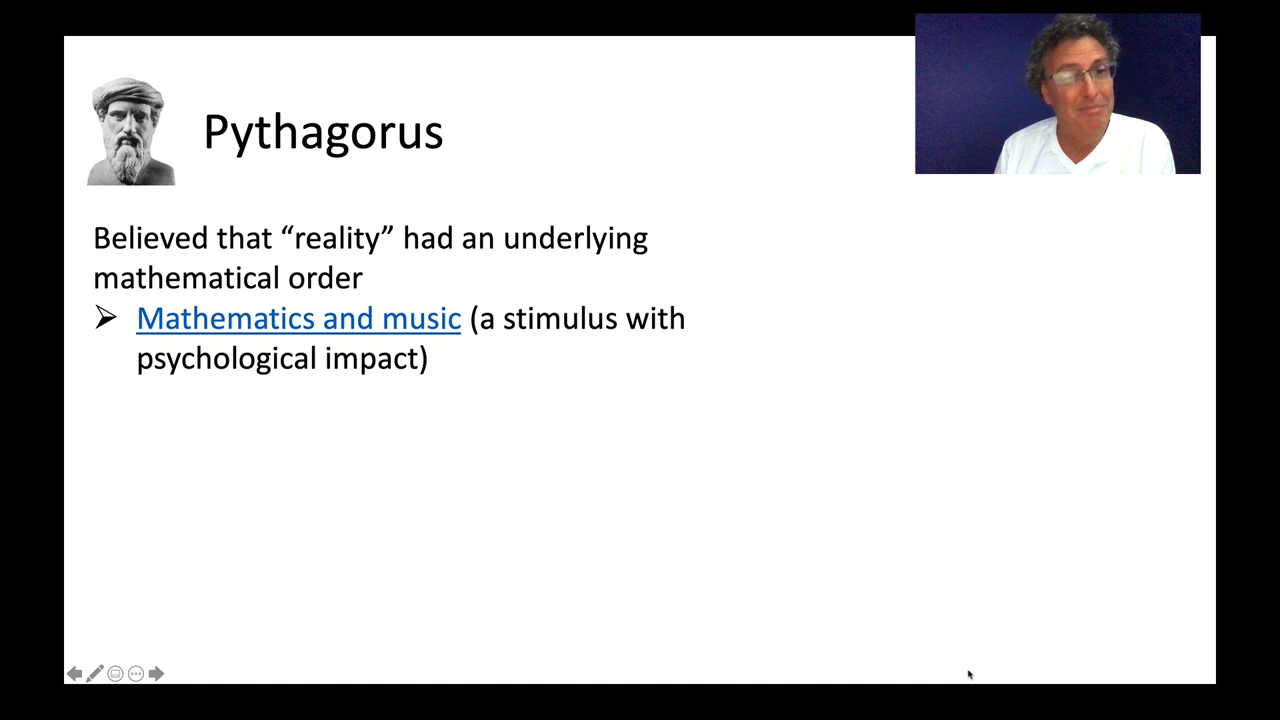 Pythagorus
Believed that “reality” had an underlying
mathematical order
➢ Mathematics and music (a stimulus with
psychological impact)